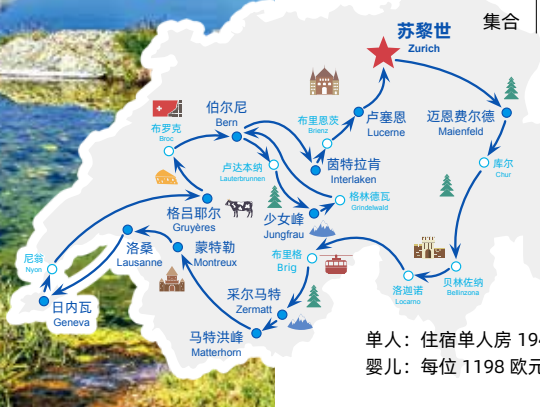 集合
苏黎世
Zurich
伯尔尼
Bern
布里恩茨
Brienz
卢塞恩
Lucerne
迈恩费尔德
Maienfeld
布罗克
Broc
卢达本纳
Lauterbrunnen
茵特拉肯
Interlaken
库尔
Chur
格林德瓦
Grindelwald
格吕耶尔
Gruyères
少女峰
Jungfrau
洛桑
Lausanne
蒙特勒
Montreux
布里格
Brig
尼翁
Nyon
洛迦诺
Locarno
贝林佐纳
Bellinzona
日内瓦
Geneva
采尔马特
Zermatt
马特洪峰
Matterhorn
单人：住宿单人房 194
婴儿：每位 1198 欧元